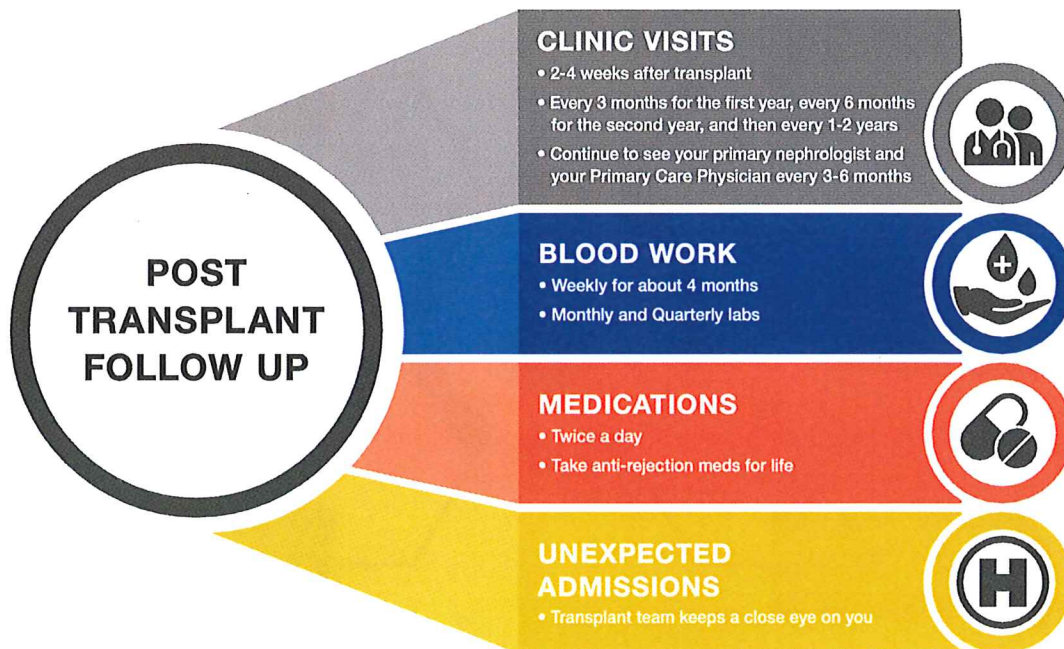 POST
TRANSPLANT
FOLLOW UP
CLINIC VISITS
• 2-4 weeks after transplant
• Every 3 months for the first year, every 6 months
for the second year, and then every 1-2 years
• Continue to see your primary nephrologist and
your Primary Care Physician every 3-6 months
BLOOD WORK
• Weekly for about 4 months
• Monthly and Quarterly labs
MEDICATIONS
• Twice a day
• Take anti-rejection meds for life
UNEXPECTED
ADMISSIONS
• Transplant team keeps a close eye on you
H